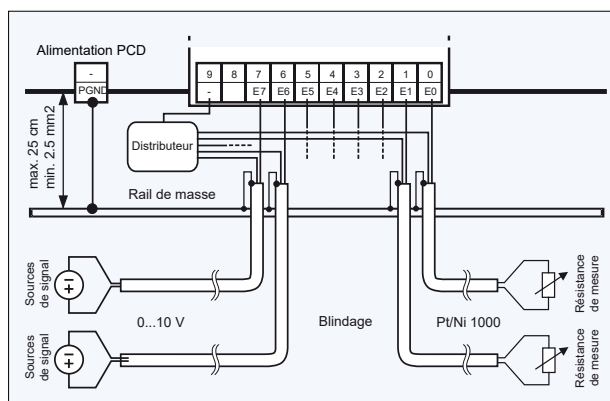 Alimentation PCD
-
PGND
9 8 7 6 5 4 3 2 1 0
- E7 E6 E5 E4 E3 E2 E1 E0
max. 25 cm
min. 2.5 mm2
Distributeur
Rail de masse
Sources
de signal
0...10 V
Blindage
Pt/Ni 1000
Résistance
de mesure
Sources
de signal
Résistance
de mesure